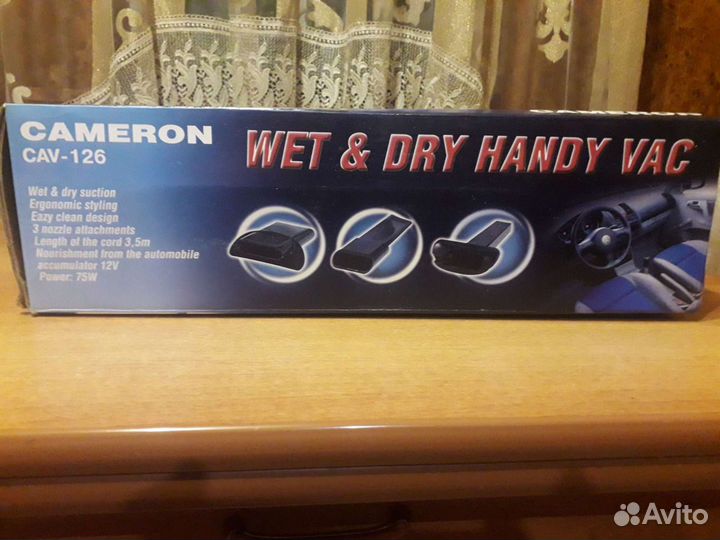 CAMERON
CAV-126
WET & DRY HANDY VAC
Wet & dry suction
Ergonomic styling
Eazy clean design
3 nozzle attachments
Length of the cord 3,5m
Nourishment from the automobile
accumulator 12V
Power: 75W
Avito